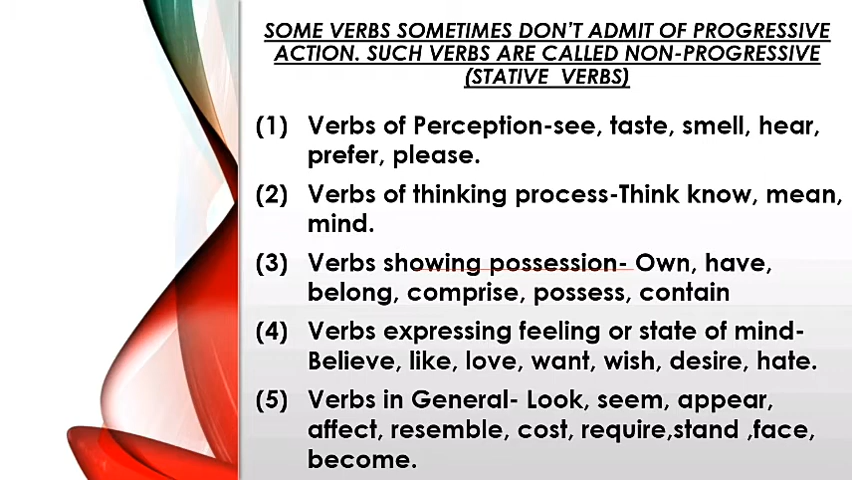 SOME VERBS SOMETIMES DON'T ADMIT OF PROGRESSIVE
ACTION. SUCH VERBS ARE CALLED NON-PROGRESSIVE
(STATIVE VERBS)
(1) Verbs of Perception-see, taste, smell, hear,
prefer, please.
(2) Verbs of thinking process-Think know, mean,
mind.
(3) Verbs showing possession- Own, have,
belong, comprise, possess, contain
(4) Verbs expressing feeling or state of mind-
Believe, like, love, want, wish, desire, hate.
(5) Verbs in General- Look, seem, appear,
affect, resemble, cost, require,stand ,face,
become.